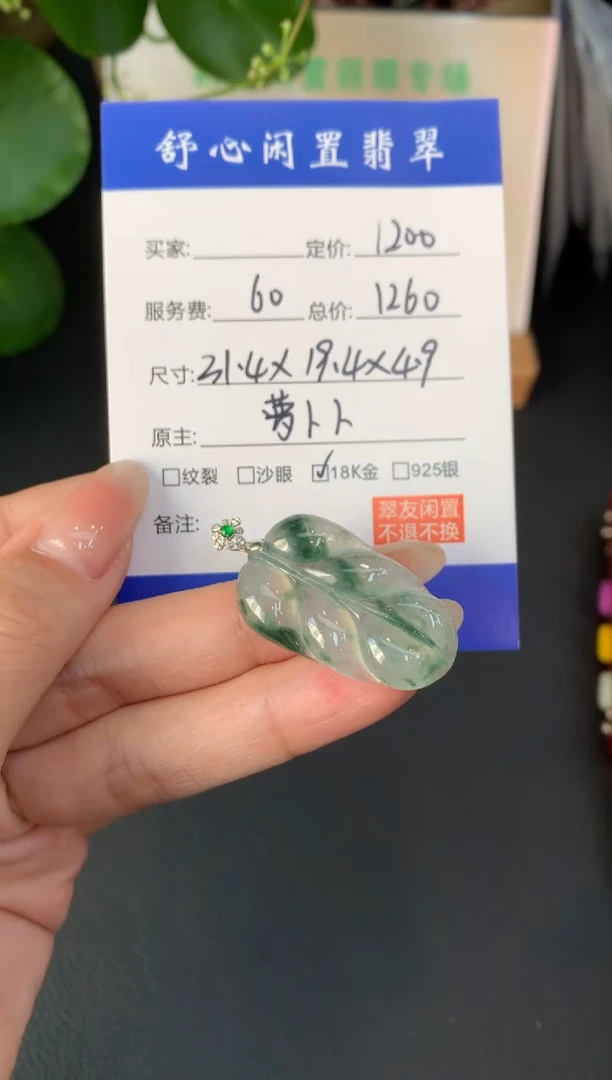 舒心闲置翡翠
买家: 定价: 1200
服务费: 60 总价: 1260
尺寸: 31.4X19.4X4.9
原主: 萝卜卜
□纹裂 □沙眼 ☑18K金 □925银
备注:
翠友闲置
不退不换